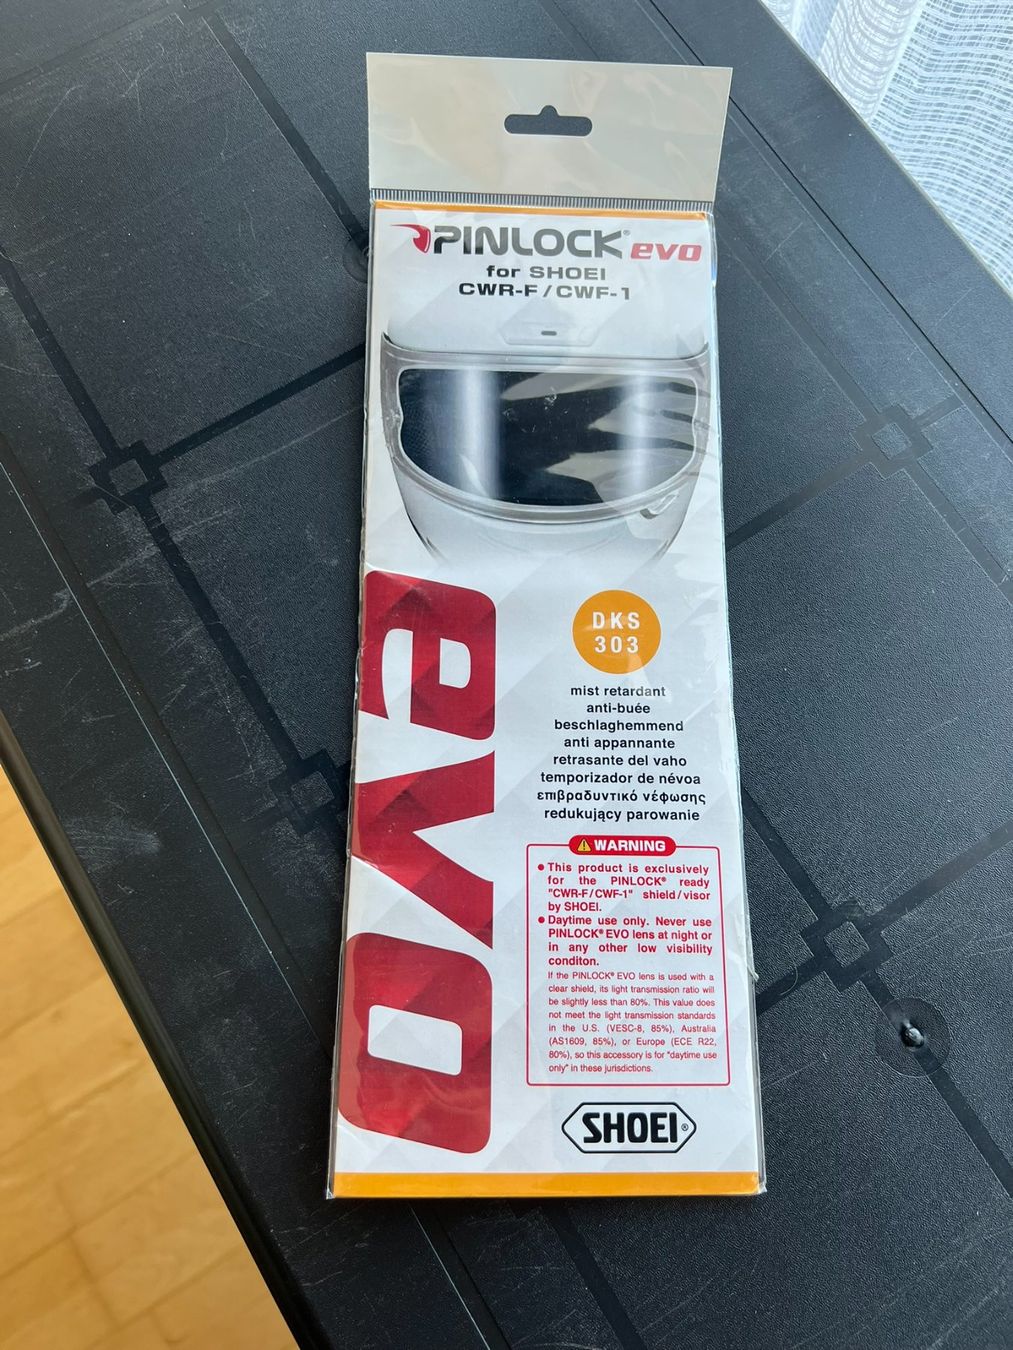 PINLOCK® evo
for SHOEI
CWR-F / CWF-1
evo
DKS
303
mist retardant
anti-buée
beschlaghemmend
anti appannante
retrasante del vaho
temporizador de névoa
επιβραδυντικό νέφωσης
redukujący parowanie
WARNING
● This product is exclusively
for the PINLOCK® ready
"CWR-F/CWF-1" shield/visor
by SHOEI.
● Daytime use only. Never use
PINLOCK® EVO lens at night or
in any other low visibility
conditon.
If the PINLOCK® EVO lens is used with a
clear shield, its light transmission ratio will
be slightly less than 80%. This value does
not meet the light transmission standards
in the U.S. (VESC-8, 85%), Australia
(AS1609, 85%), or Europe (ECE R22,
80%), so this accessory is for "daytime use
only" in these jurisdictions.
SHOEI®